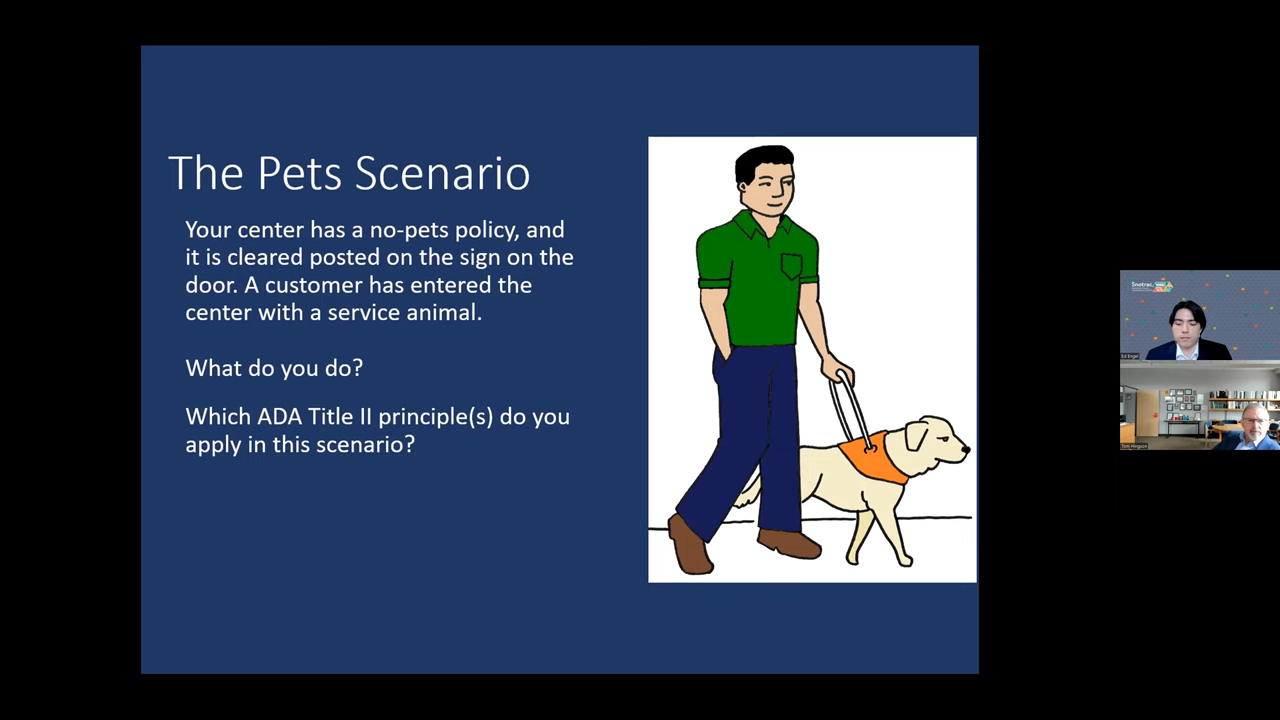 The Pets Scenario
Your center has a no-pets policy, and
it is cleared posted on the sign on the
door. A customer has entered the
center with a service animal.
What do you do?
Which ADA Title II principle(s) do you
apply in this scenario?
Ed Engel